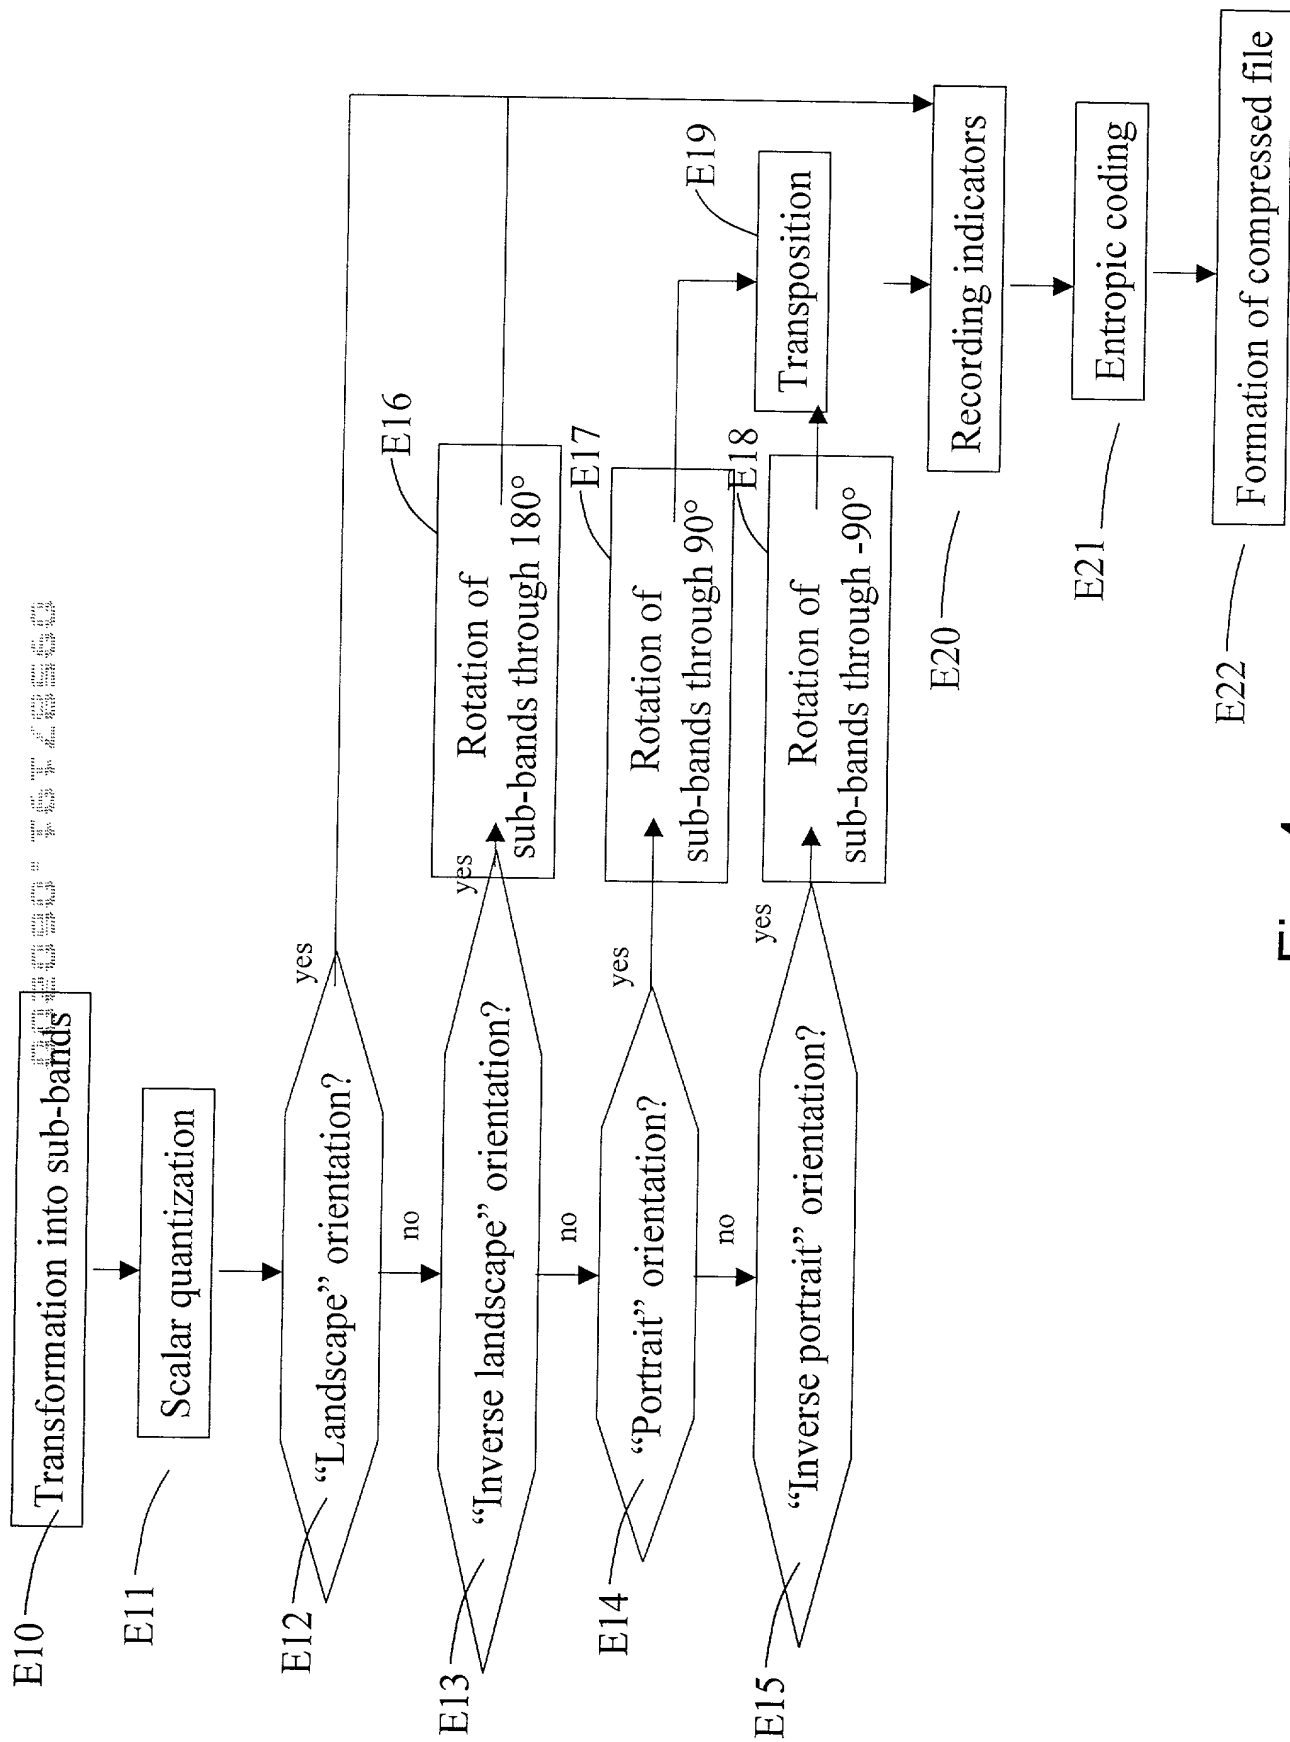 E10
Transformation into sub-bands
E11
Scalar quantization
E12
“Landscape” orientation?
yes
no
E13
“Inverse landscape” orientation?
yes
E16
Rotation of
sub-bands through 180°
no
E14
“Portrait” orientation?
yes
E17
Rotation of
sub-bands through 90°
no
E15
“Inverse portrait” orientation?
yes
E18
Rotation of
sub-bands through -90°
E19
Transposition
E20
Recording indicators
E21
Entropic coding
E22
Formation of compressed file